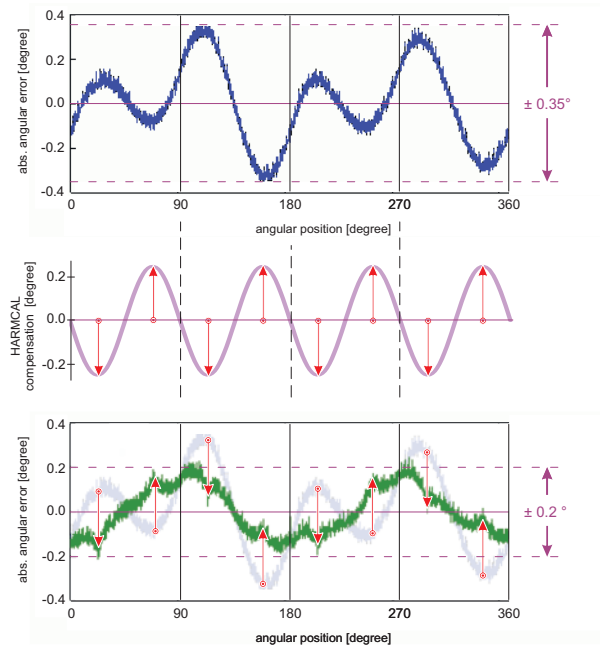 abs. angular error [degree]
0.4
0.2
0.0
-0.2
-0.4
± 0.35°
0 90 180 270 360
angular position [degree]
HARMCAL
compensation [degree]
0.2
0.0
-0.2
abs. angular error [degree]
0.4
0.2
0.0
-0.2
-0.4
± 0.2 °
0 90 180 270 360
angular position [degree]